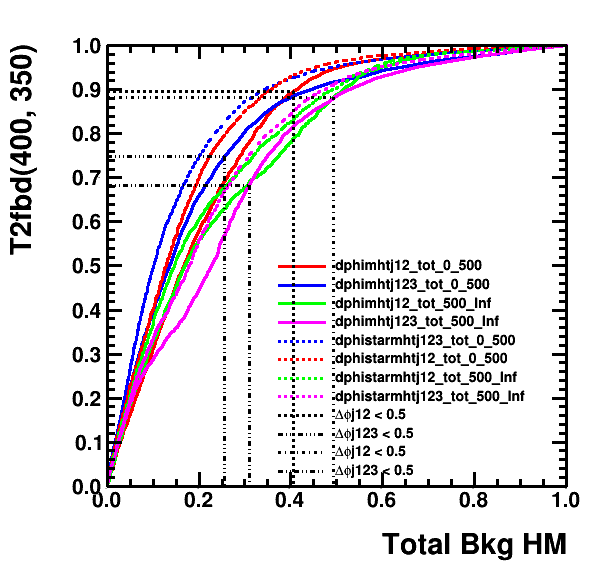 T2fbd(400, 350)
1.0
0.9
0.8
0.7
0.6
0.5
0.4
0.3
0.2
0.1
0.0
dphimhtj12_tot_0_500
dphimhtj123_tot_0_500
dphimhtj12_tot_500_Inf
dphimhtj123_tot_500_Inf
dphistarmhtj123_tot_0_500
dphistarmhtj12_tot_0_500
dphistarmhtj12_tot_500_Inf
dphistarmhtj123_tot_500_Inf
Δϕj12 < 0.5
Δϕj123 < 0.5
Δϕj12 < 0.5
Δϕj123 < 0.5
0.0 0.2 0.4 0.6 0.8 1.0
Total Bkg HM